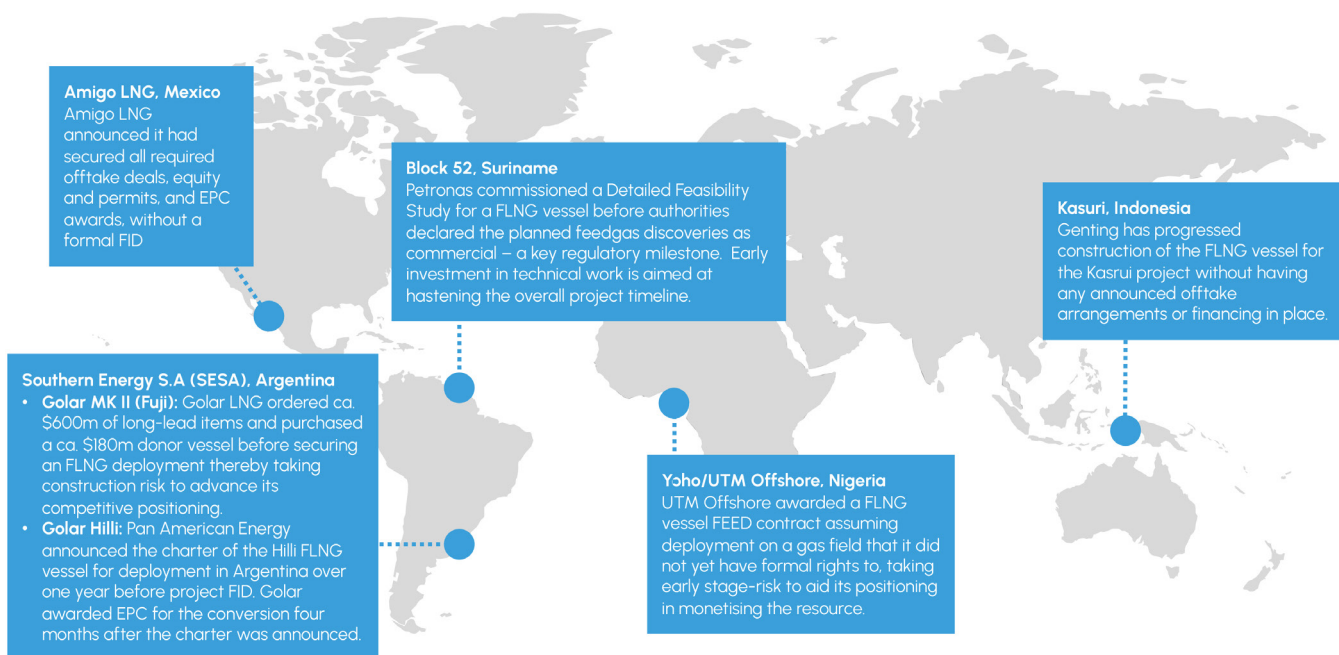 Amigo LNG, Mexico
Amigo LNG
announced it had
secured all required
offtake deals, equity
and permits, and EPC
awards, without a
formal FID
Block 52, Suriname
Petronas commissioned a Detailed Feasibility
Study for a FLNG vessel before authorities
declared the planned feedgas discoveries as
commercial – a key regulatory milestone.  Early
investment in technical work is aimed at
hastening the overall project timeline.
Kasuri, Indonesia
Genting has progressed
construction of the FLNG vessel for
the Kasrui project without having
any announced offtake
arrangements or financing in place.
Southern Energy S.A (SESA), Argentina
• Golar MK II (Fuji): Golar LNG ordered ca.
$600m of long-lead items and purchased
a ca. $180m donor vessel before securing
an FLNG deployment thereby taking
construction risk to advance its
competitive positioning.
• Golar Hilli: Pan American Energy
announced the charter of the Hilli FLNG
vessel for deployment in Argentina over
one year before project FID. Golar
awarded EPC for the conversion four
months after the charter was announced.
Yɔho/UTM Offshore, Nigeria
UTM Offshore awarded a FLNG
vessel FEED contract assuming
deployment on a gas field that it did
not yet have formal rights to, taking
early stage-risk to aid its positioning
in monetising the resource.